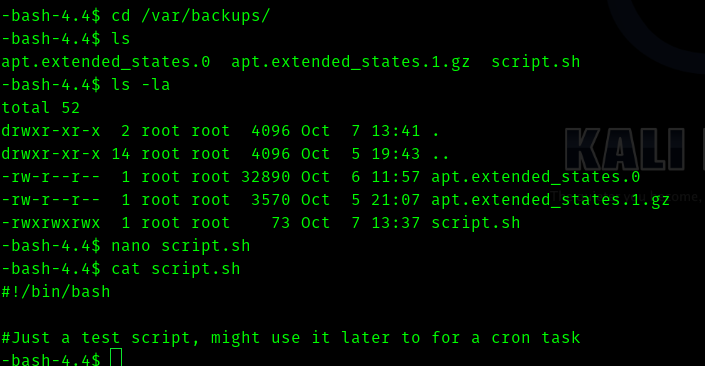 -bash-4.4$ cd /var/backups/
-bash-4.4$ ls
apt.extended_states.0  apt.extended_states.1.gz  script.sh
-bash-4.4$ ls -la
total 52
drwxr-xr-x  2 root root  4096 Oct  7 13:41 .
drwxr-xr-x 14 root root  4096 Oct  5 19:43 ..
-rw-r--r--  1 root root 32890 Oct  6 11:57 apt.extended_states.0
-rw-r--r--  1 root root  3570 Oct  5 21:07 apt.extended_states.1.gz
-rwxrwxrwx  1 root root    73 Oct  7 13:37 script.sh
-bash-4.4$ nano script.sh
-bash-4.4$ cat script.sh
#!/bin/bash

#Just a test script, might use it later to for a cron task
-bash-4.4$
KALI